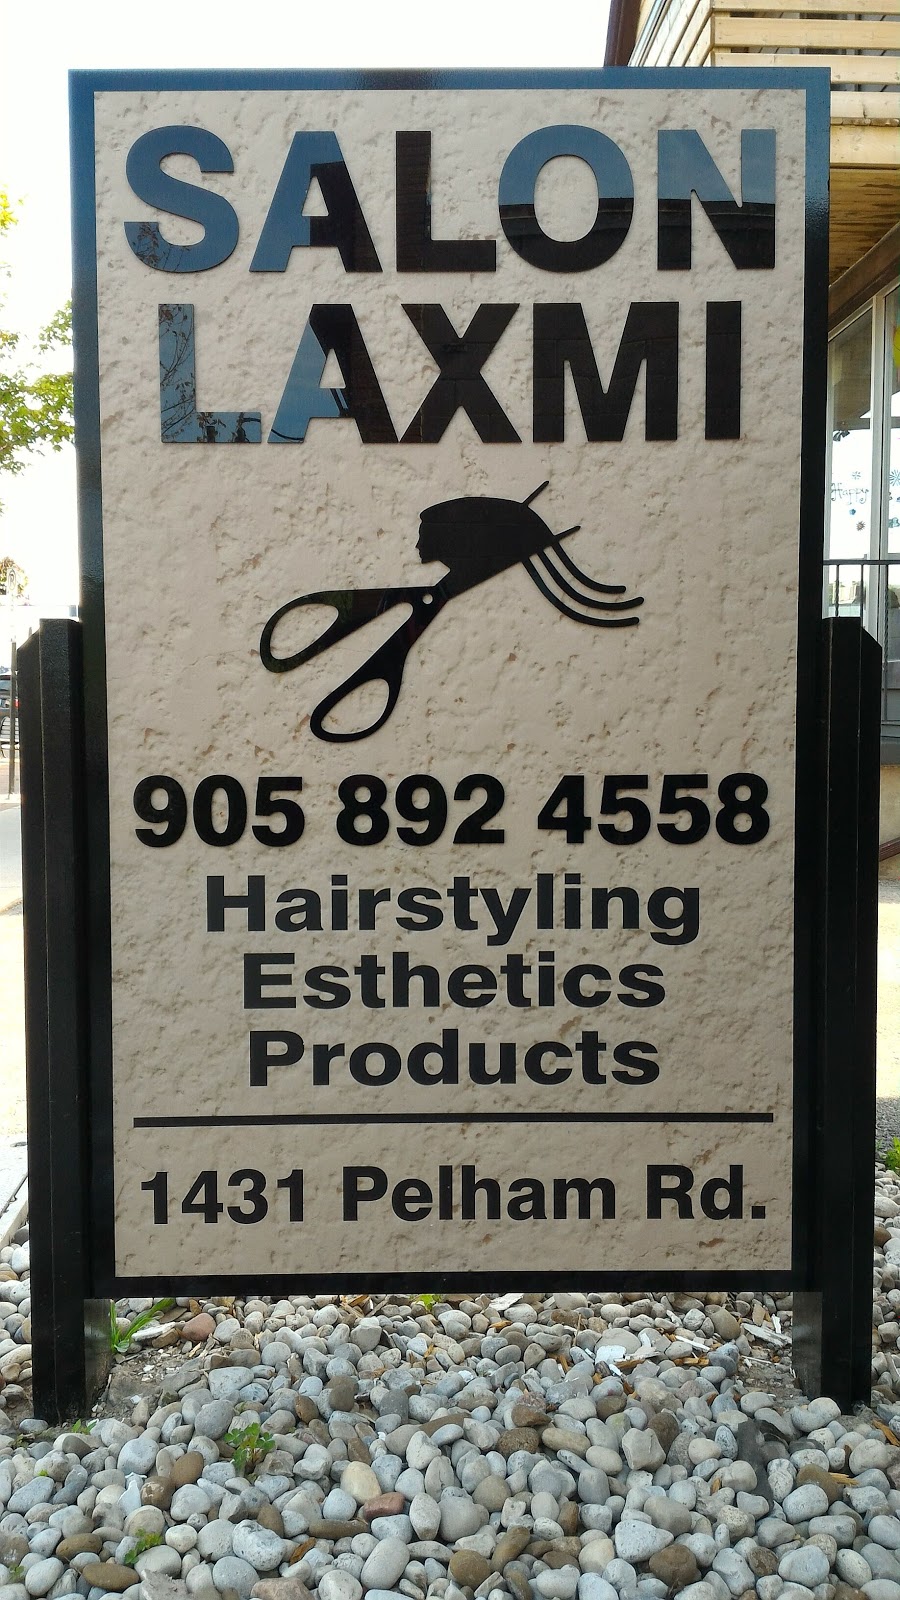 SALON
LAXMI
905 892 4558
Hairstyling
Esthetics
Products
1431 Pelham Rd.